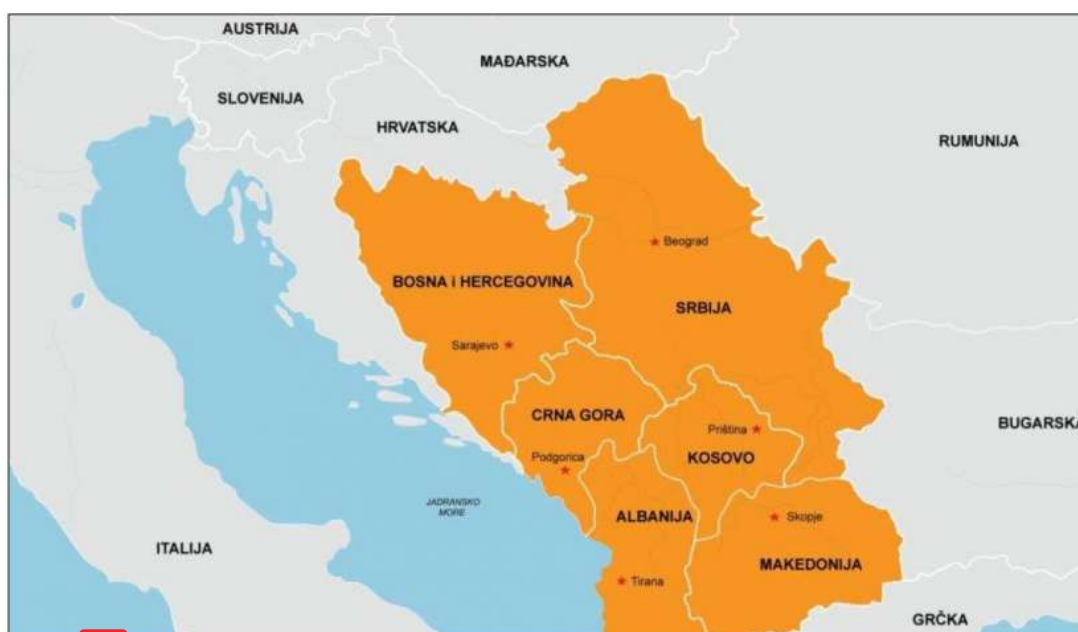 AUSTRIJA
MAĐARSKA
SLOVENIJA
HRVATSKA
RUMUNIJA
Beograd
BOSNA i HERCEGOVINA
SRBIJA
Sarajevo
CRNA GORA
BUGARSKA
Priština
Podgorica
KOSOVO
JADRANSKO
MORE
ALBANIJA
Skopje
ITALIJA
MAKEDONIJA
Tirana
GRČKA